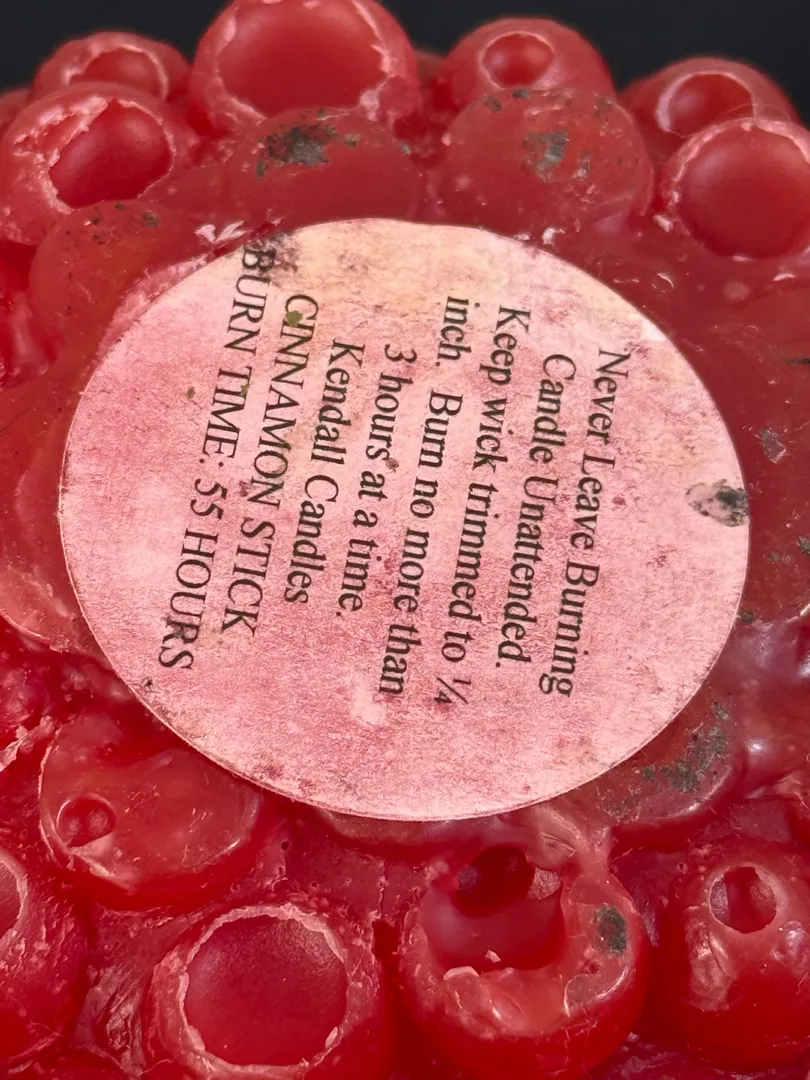 Never Leave Burning
Candle Unattended.
Keep wick trimmed to ¼
inch. Burn no more than
3 hours at a time.
Kendall Candles
CINNAMON STICK
BURN TIME: 55 HOURS